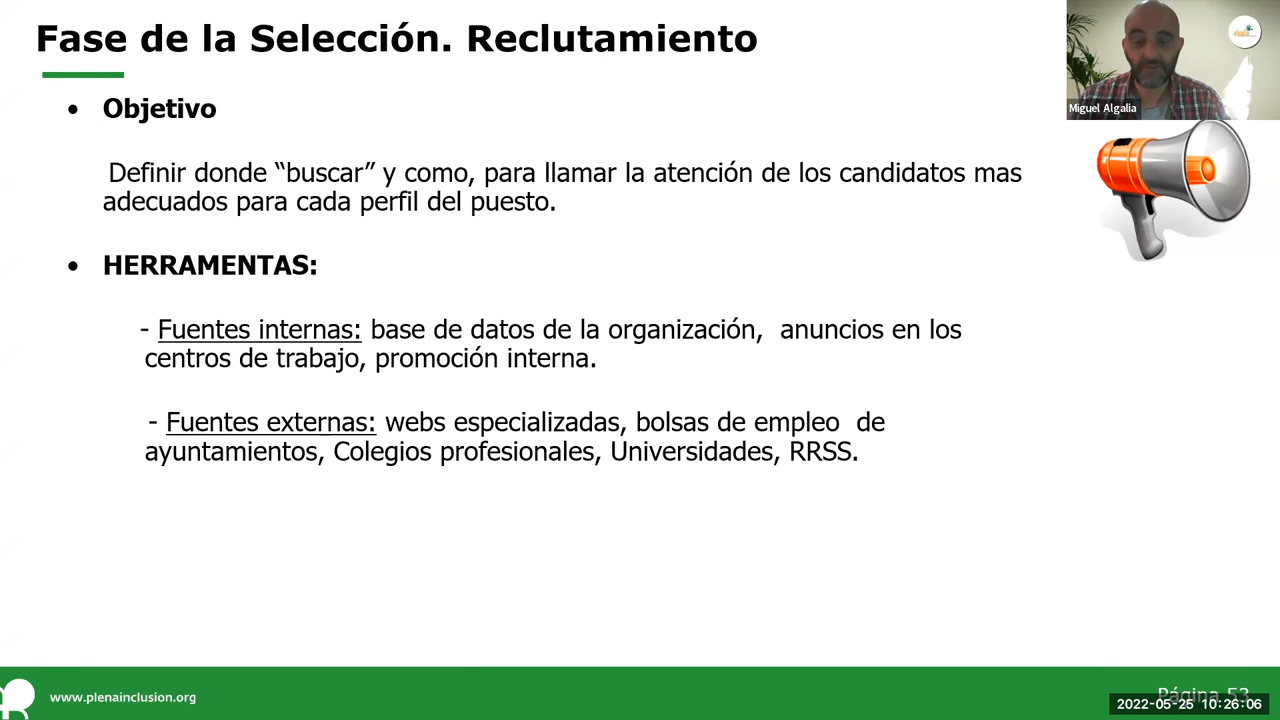 Fase de la Selección. Reclutamiento
Miguel Algalia
• Objetivo
Definir donde “buscar” y como, para llamar la atención de los candidatos mas
adecuados para cada perfil del puesto.
• HERRAMENTAS:
- Fuentes internas: base de datos de la organización, anuncios en los
centros de trabajo, promoción interna.
- Fuentes externas: webs especializadas, bolsas de empleo de
ayuntamientos, Colegios profesionales, Universidades, RRSS.
www.plenainclusion.org
Página 53
2022-05-25 10:26:06